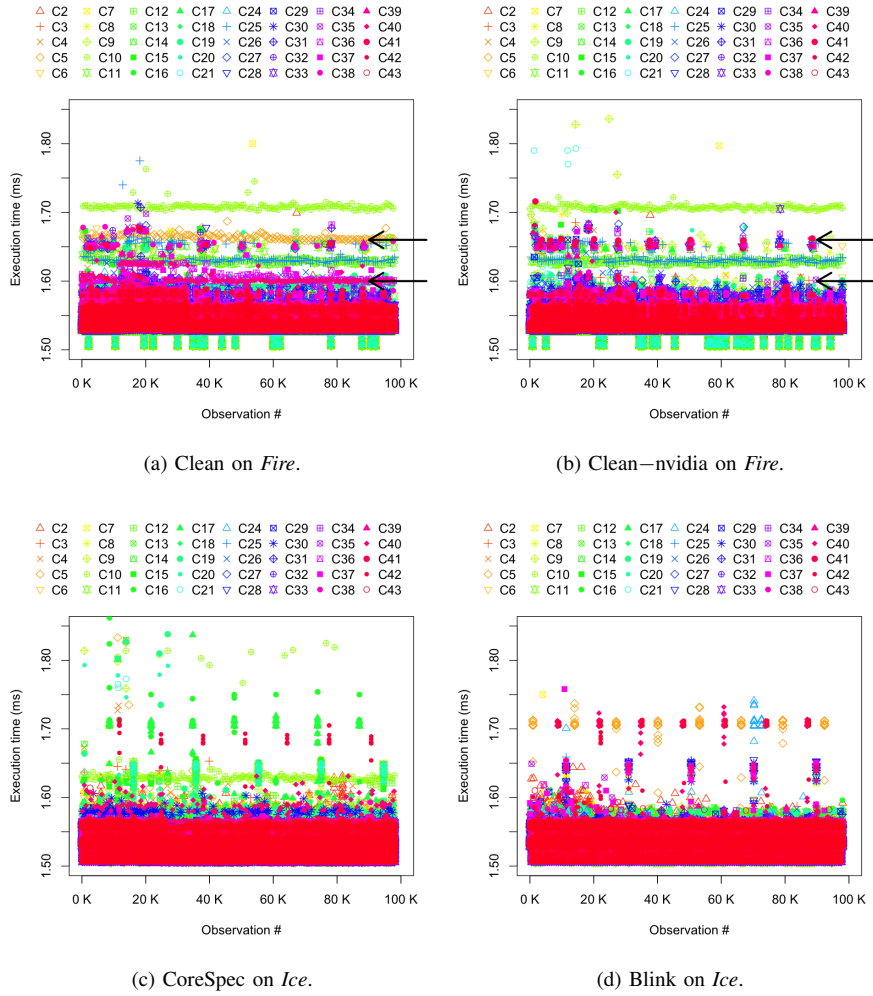 C2 C7 C12 C17 C24 C29 C34 C39
C3 C8 C13 C18 C25 C30 C35 C40
C4 C9 C14 C19 C26 C31 C36 C41
C5 C10 C15 C20 C27 C32 C37 C42
C6 C11 C16 C21 C28 C33 C38 C43
Execution time (ms)
1.80
1.70
1.60
1.50
0 K 20 K 40 K 60 K 80 K 100 K
Observation #
(a) Clean on Fire.
C2 C7 C12 C17 C24 C29 C34 C39
C3 C8 C13 C18 C25 C30 C35 C40
C4 C9 C14 C19 C26 C31 C36 C41
C5 C10 C15 C20 C27 C32 C37 C42
C6 C11 C16 C21 C28 C33 C38 C43
Execution time (ms)
1.80
1.70
1.60
1.50
0 K 20 K 40 K 60 K 80 K 100 K
Observation #
(b) Clean−nvidia on Fire.
C2 C7 C12 C17 C24 C29 C34 C39
C3 C8 C13 C18 C25 C30 C35 C40
C4 C9 C14 C19 C26 C31 C36 C41
C5 C10 C15 C20 C27 C32 C37 C42
C6 C11 C16 C21 C28 C33 C38 C43
Execution time (ms)
1.80
1.70
1.60
1.50
0 K 20 K 40 K 60 K 80 K 100 K
Observation #
(c) CoreSpec on Ice.
C2 C7 C12 C17 C24 C29 C34 C39
C3 C8 C13 C18 C25 C30 C35 C40
C4 C9 C14 C19 C26 C31 C36 C41
C5 C10 C15 C20 C27 C32 C37 C42
C6 C11 C16 C21 C28 C33 C38 C43
Execution time (ms)
1.80
1.70
1.60
1.50
0 K 20 K 40 K 60 K 80 K 100 K
Observation #
(d) Blink on Ice.